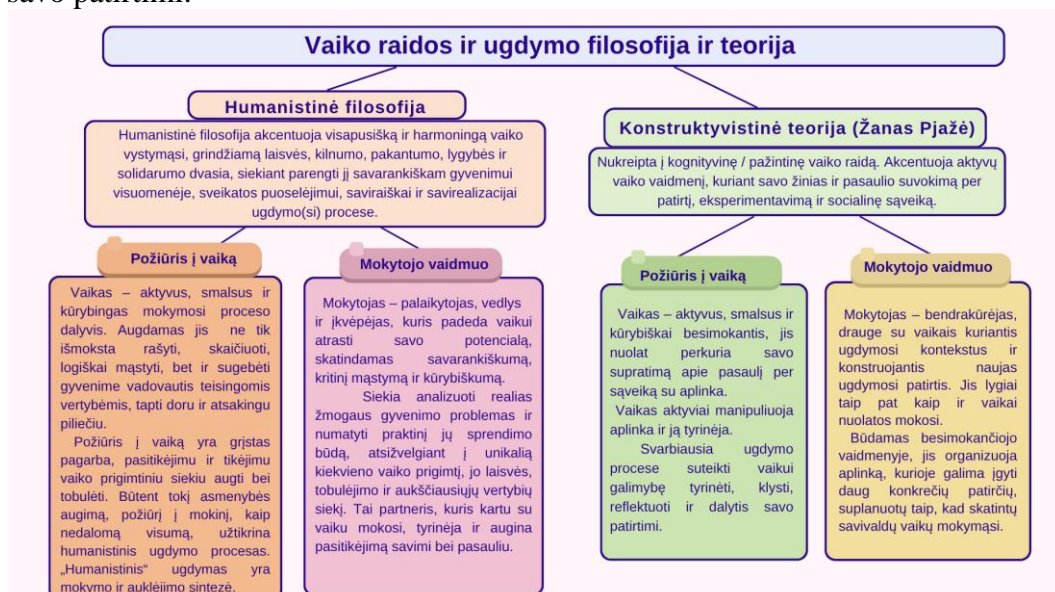 savo patirtimi.
Vaiko raidos ir ugdymo filosofija ir teorija
Humanistinė filosofija
Humanistinė filosofija akcentuoja visapusišką ir harmoningą vaiko
vystymąsi, grindžiamą laisvės, kilnumo, pakantumo, lygybės ir
solidarumo dvasia, siekiant parengti jį savarankiškam gyvenimui
visuomenėje, sveikatos puoselėjimui, saviraiškai ir savirealizacijai
ugdymo(si) procese.
Konstruktyvistinė teorija (Žanas Pjažė)
Nukreipta į kognityvinę / pažintinę vaiko raidą. Akcentuoja aktyvų
vaiko vaidmenį, kuriant savo žinias ir pasaulio suvokimą per
patirtį, eksperimentavimą ir socialinę sąveiką.
Požiūris į vaiką
Vaikas – aktyvus, smalsus ir
kūrybingas mokymosi proceso
dalyvis. Augdamas jis ne tik
išmoksta rašyti, skaičiuoti,
logiškai mąstyti, bet ir sugebėti
gyvenime vadovautis teisingomis
vertybėmis, tapti doru ir atsakingu
piliečiu.
Požiūris į vaiką yra grįstas
pagarba, pasitikėjimu ir tikėjimu
vaiko prigimtiniu siekiu augti bei
tobulėti. Būtent tokį asmenybės
augimą, požiūrį į mokinį, kaip
nedalomą visumą, užtikrina
humanistinis ugdymo procesas.
„Humanistinis“ ugdymas yra
mokymo ir auklėjimo sintezė.
Mokytojo vaidmuo
Mokytojas – palaikytojas, vedlys
ir įkvėpėjas, kuris padeda vaikui
atrasti savo potencialą,
skatindamas savarankiškumą,
kritinį mąstymą ir kūrybiškumą.
Siekia analizuoti realias
žmogaus gyvenimo problemas ir
numatyti praktinį jų sprendimo
būdą, atsižvelgiant į unikalią
kiekvieno vaiko prigimtį, jo laisvės,
tobulėjimo ir aukščiausiųjų vertybių
siekį. Tai partneris, kuris kartu su
vaiku mokosi, tyrinėja ir augina
pasitikėjimą savimi bei pasauliu.
Požiūris į vaiką
Vaikas – aktyvus, smalsus ir
kūrybiškai besimokantis, jis
nuolat perkuria savo
supratimą apie pasaulį per
sąveiką su aplinka.
Vaikas aktyviai manipuliuoja
aplinka ir ją tyrinėja.
Svarbiausia ugdymo
procese suteikti vaikui
galimybę tyrinėti, klysti,
reflektuoti ir dalytis savo
patirtimi.
Mokytojo vaidmuo
Mokytojas – bendrakūrėjas,
drauge su vaikais kuriantis
ugdymosi kontekstus ir
konstruojantis naujas
ugdymosi patirtis. Jis lygiai
taip pat kaip ir vaikai
nuolatos mokosi.
Būdamas besimokančiojo
vaidmenyje, jis organizuoja
aplinką, kurioje galima įgyti
daug konkrečių patirčių,
suplanuotų taip, kad skatintų
savivaldų vaikų mokymąsi.